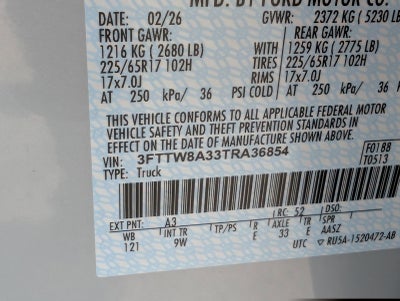 MFD. BY FORD MOTOR CO.
DATE: 02/26 GVWR: 2372 KG (5230 LB
FRONT GAWR: REAR GAWR:
1216 KG (2680 LB) WITH 1259 KG (2775 LB)
225/65R17 102H TIRES 225/65R17 102H
17x7.0J RIMS 17x7.0J
AT 250 kPa/ 36 PSI COLD AT 250 kPa/ 36
THIS VEHICLE CONFORMS TO ALL APPLICABLE FEDERAL MOTOR
VEHICLE SAFETY AND THEFT PREVENTION STANDARDS IN
EFFECT ON THE DATE OF MANUFACTURE SHOWN ABOVE.
VIN: 3FTTW8A33TRA36854 F0188
TYPE: Truck T0513
EXT PNT: A3 RC: 52 DSO:
WB INT TR TP/PS R AXLE TR SPR
121 9W E 33 E AA5Z
UTC RU5A-1520472-AB